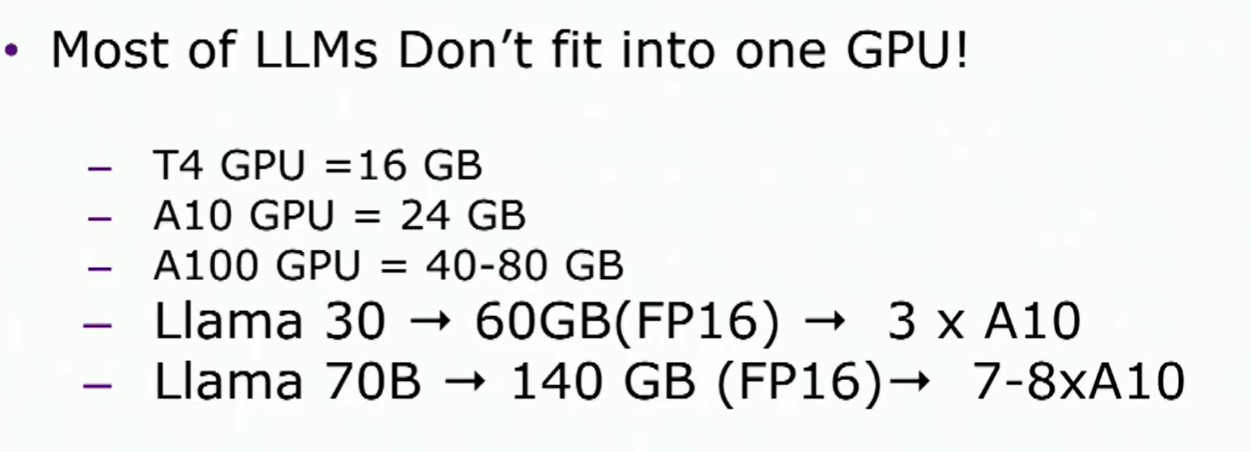 • Most of LLMs Don’t fit into one GPU!
– T4 GPU =16 GB
– A10 GPU = 24 GB
– A100 GPU = 40-80 GB
– Llama 30 → 60GB(FP16) → 3 x A10
– Llama 70B → 140 GB (FP16)→ 7-8xA10